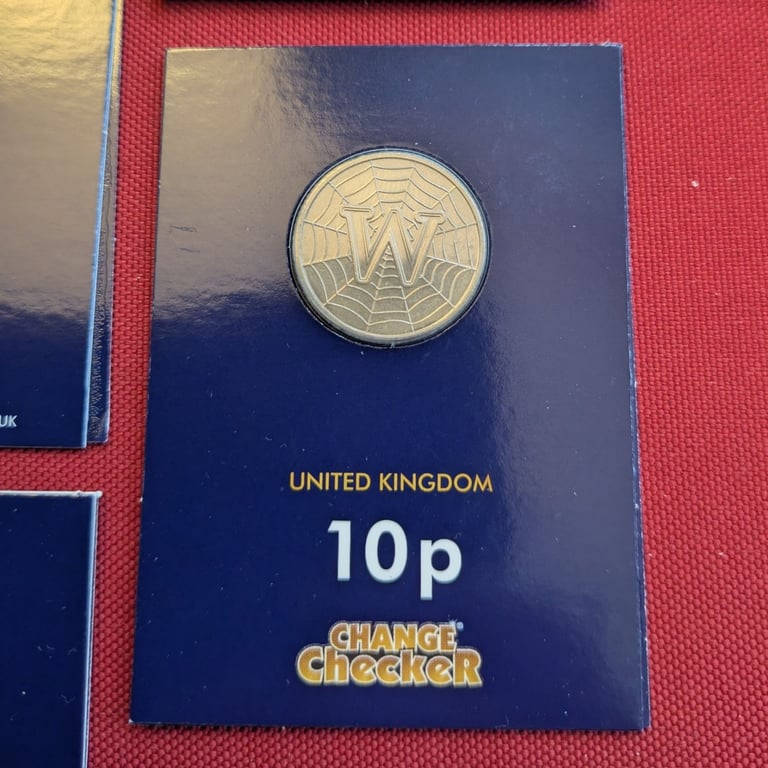 W
UNITED KINGDOM
10p
CHANGE
CHECKER
UK